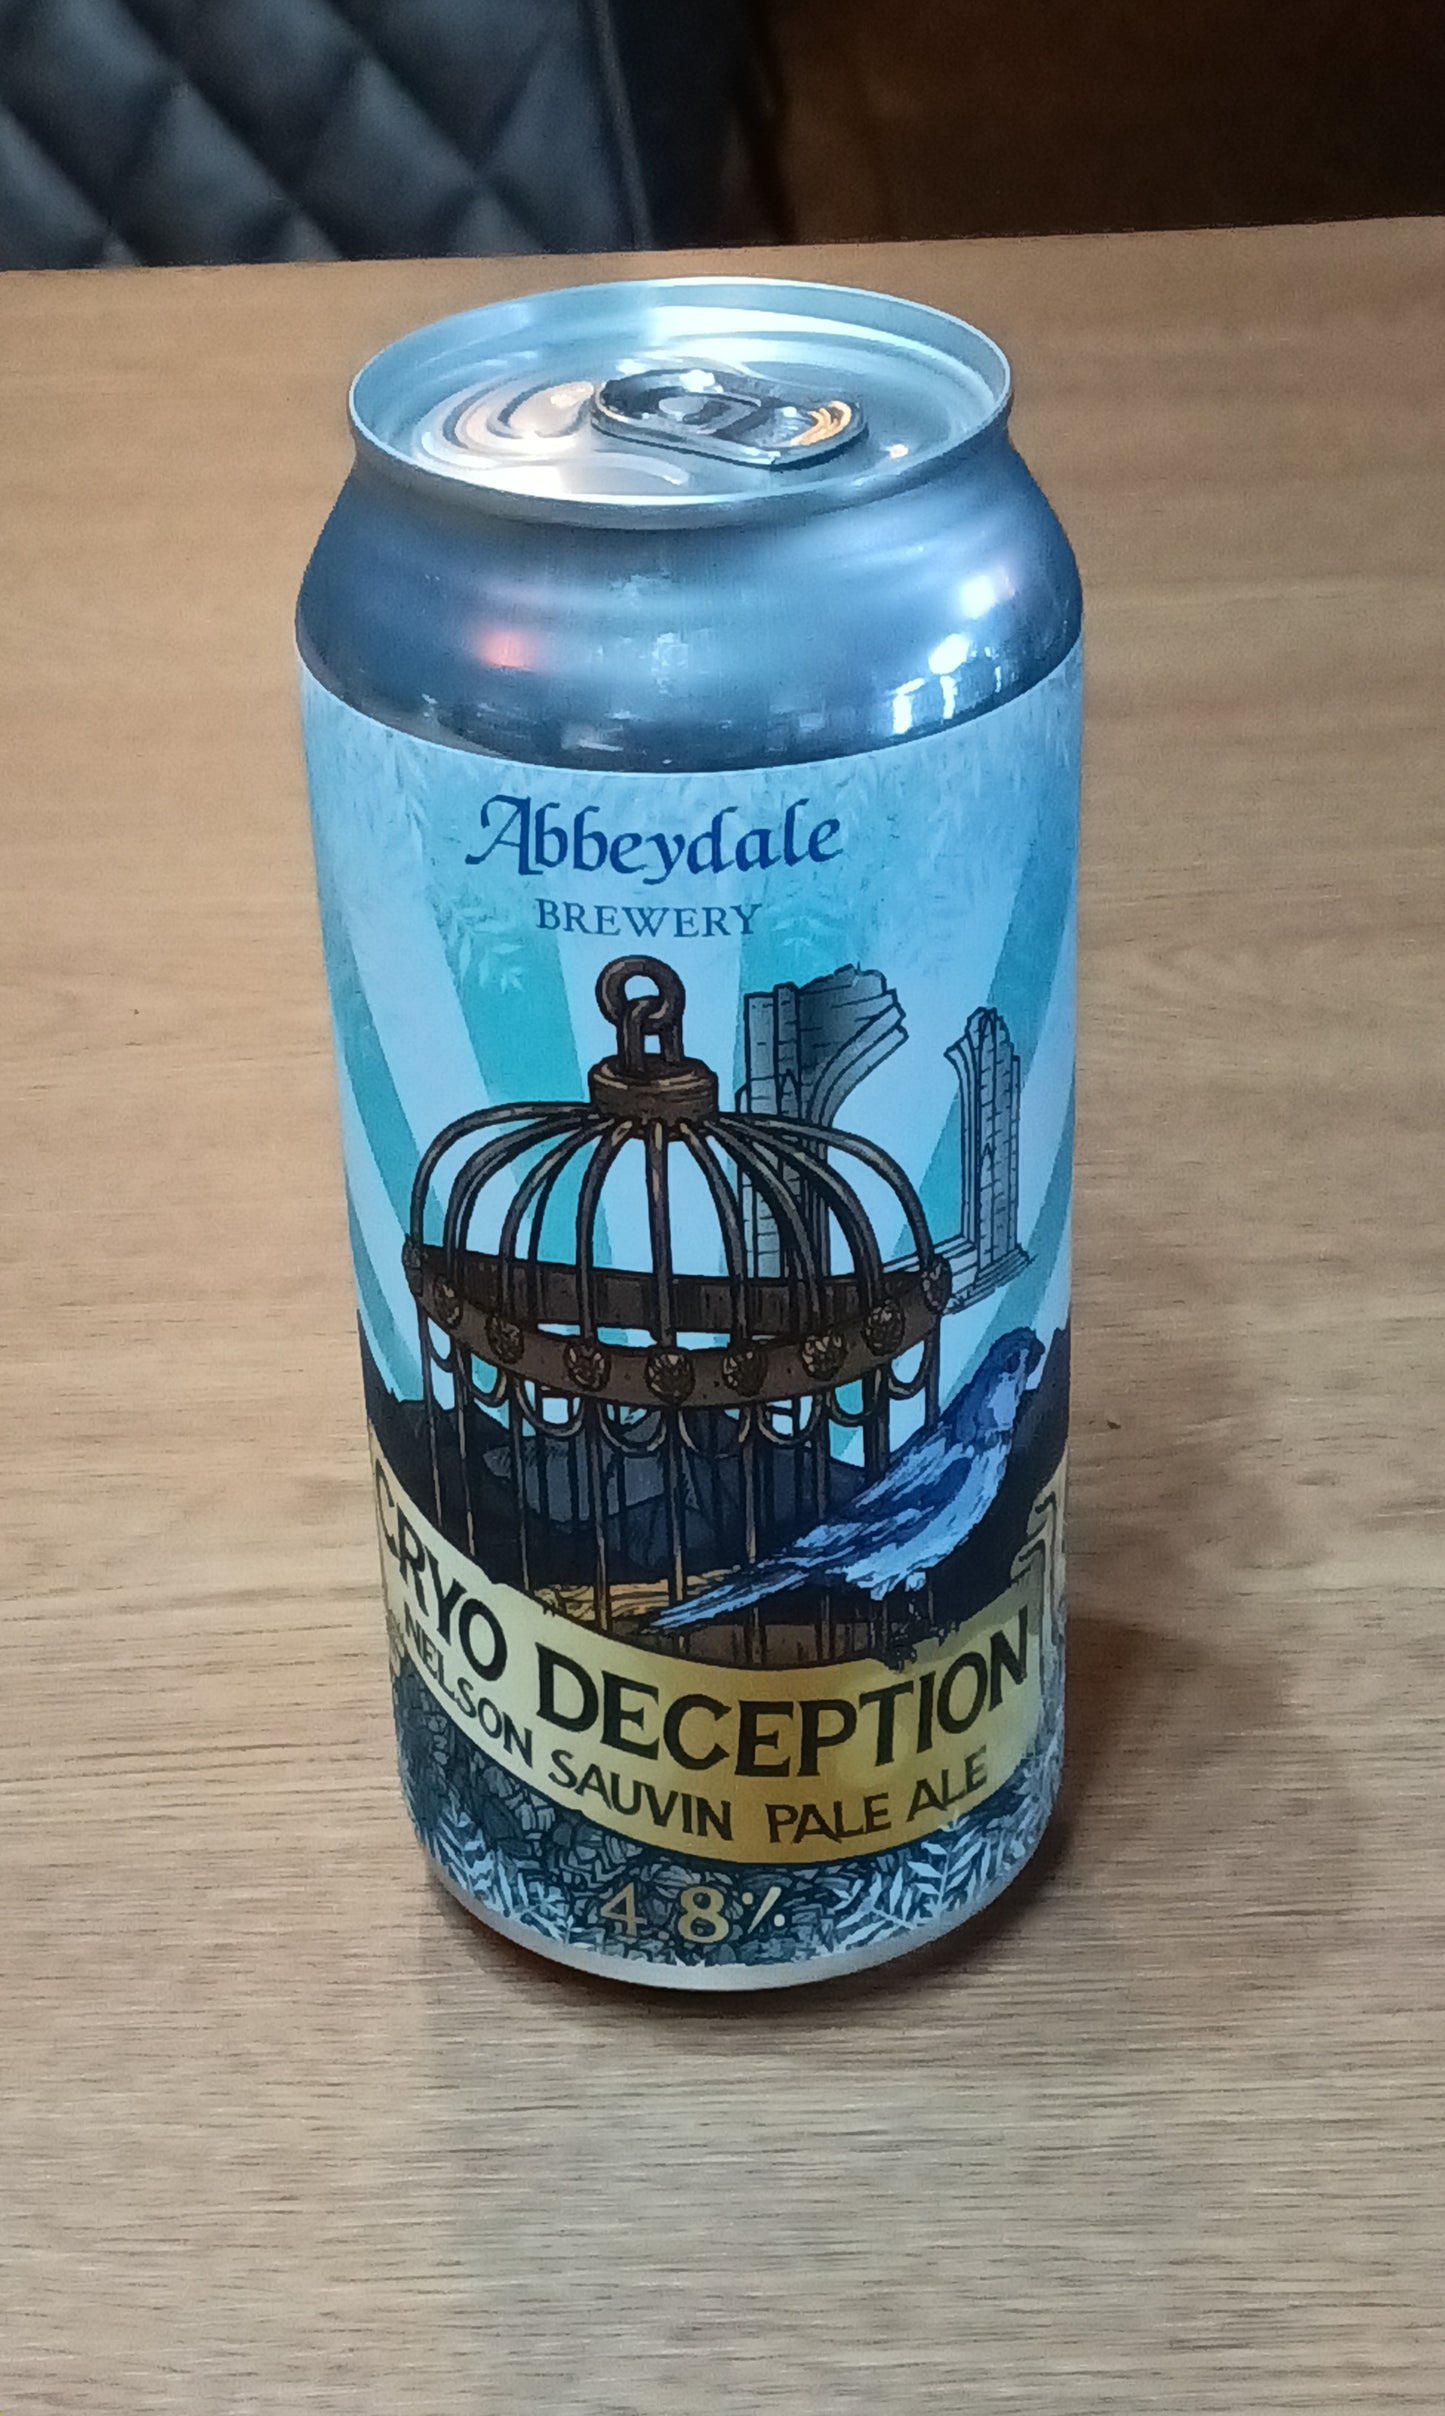 Abbeydale
BREWERY
CRYO DECEPTION
NELSON SAUVIN PALE ALE
4.8%